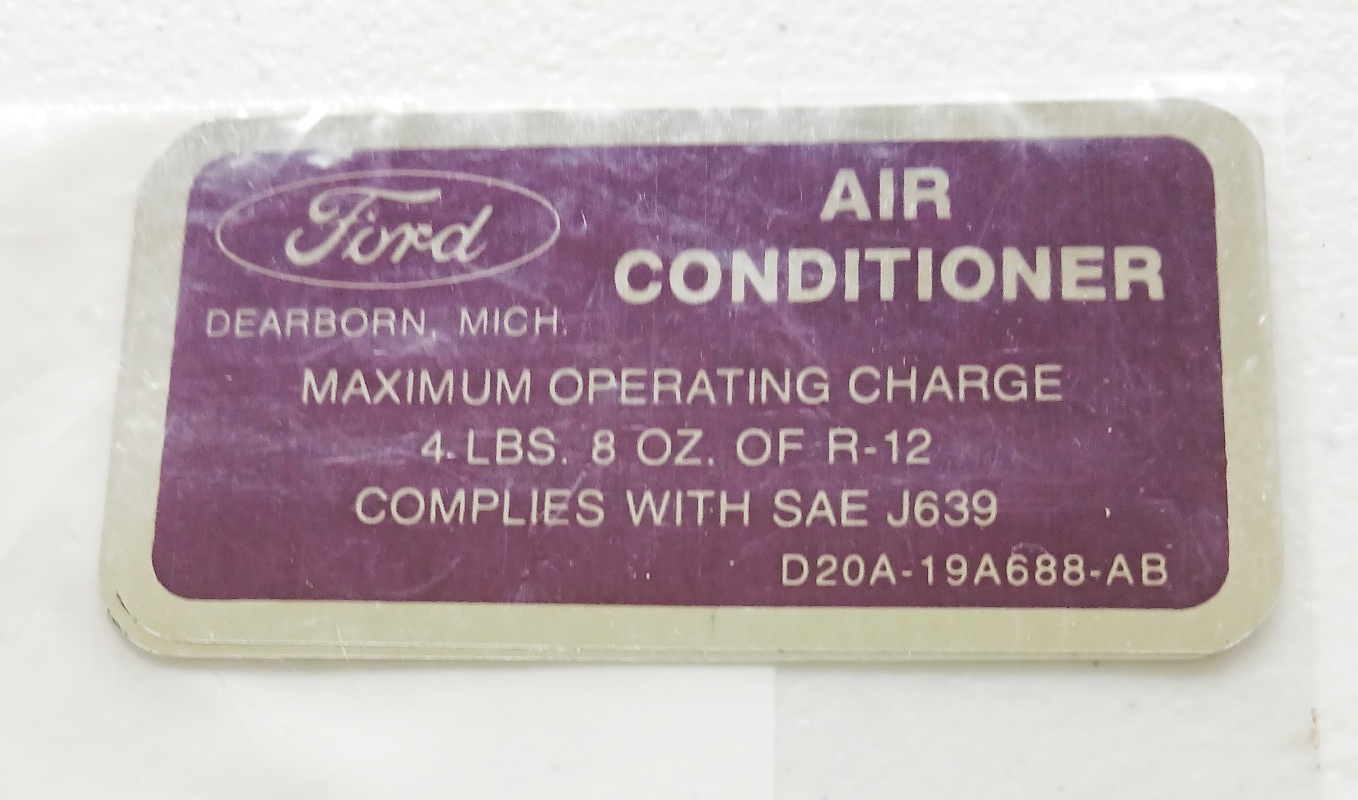 Ford
DEARBORN, MICH.
AIR
CONDITIONER
MAXIMUM OPERATING CHARGE
4 LBS. 8 OZ. OF R-12
COMPLIES WITH SAE J639
D20A-19A688-AB